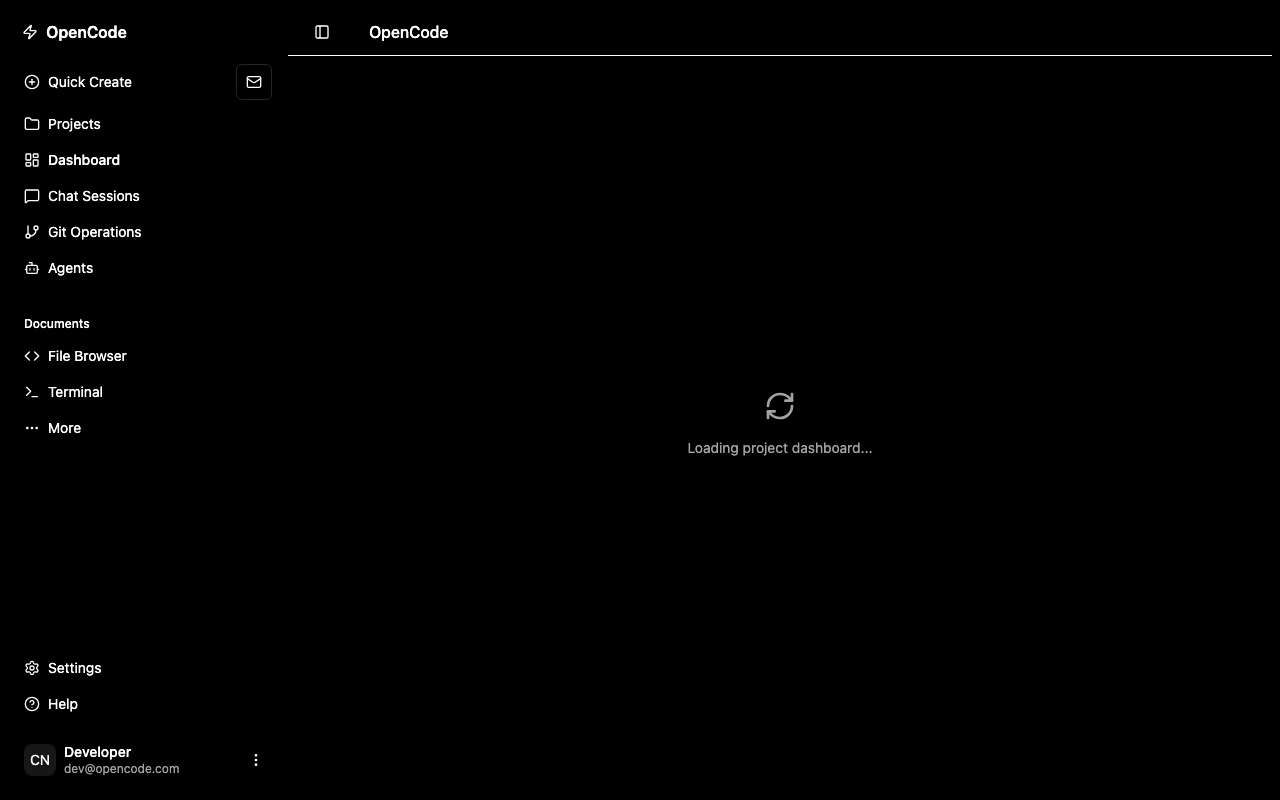 OpenCode
OpenCode
Quick Create
Projects
Dashboard
Chat Sessions
Git Operations
Agents
Documents
File Browser
Terminal
More
Loading project dashboard...
Settings
Help
CN
Developer
dev@opencode.com